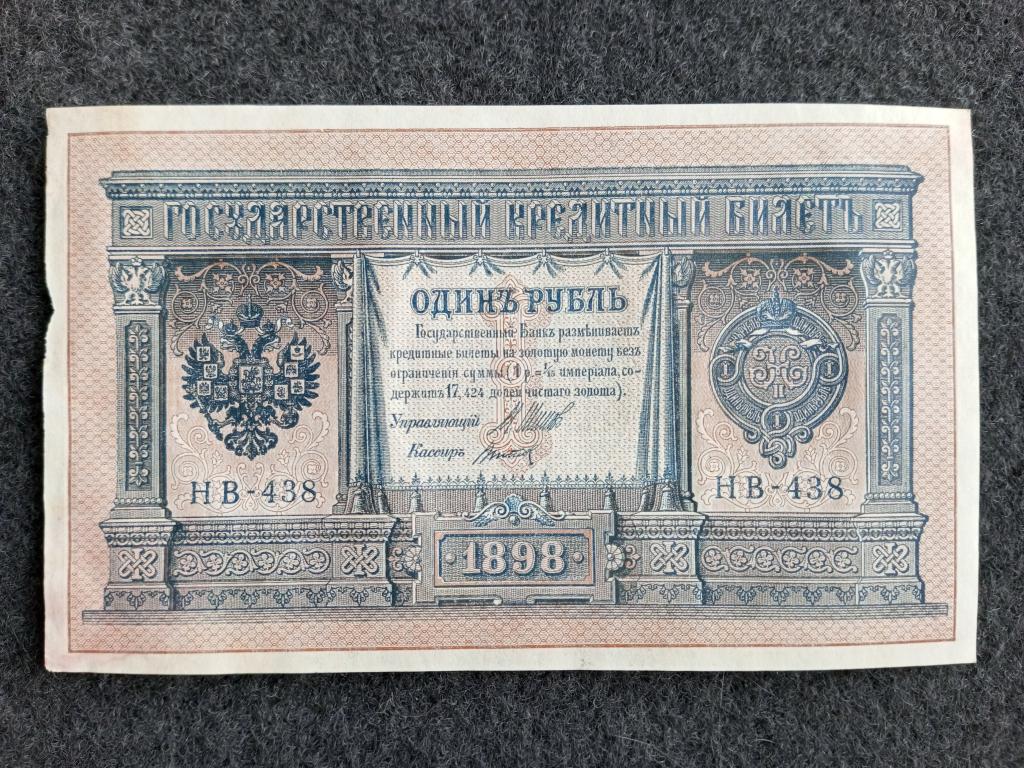 ГОСУДАРСТВЕННЫЙ КРЕДИТНЫЙ БИЛЕТЪ
ОДИНЪ РУБЛЬ
Государственный Банкъ размѣниваетъ
кредитные билеты на золотую монету безъ
ограниченія суммы (1 р. = 1/15 имперіала, со-
держитъ 17,424 долей чистаго золота).
Управляющій
Кассиръ
НВ-438
НВ-438
1898